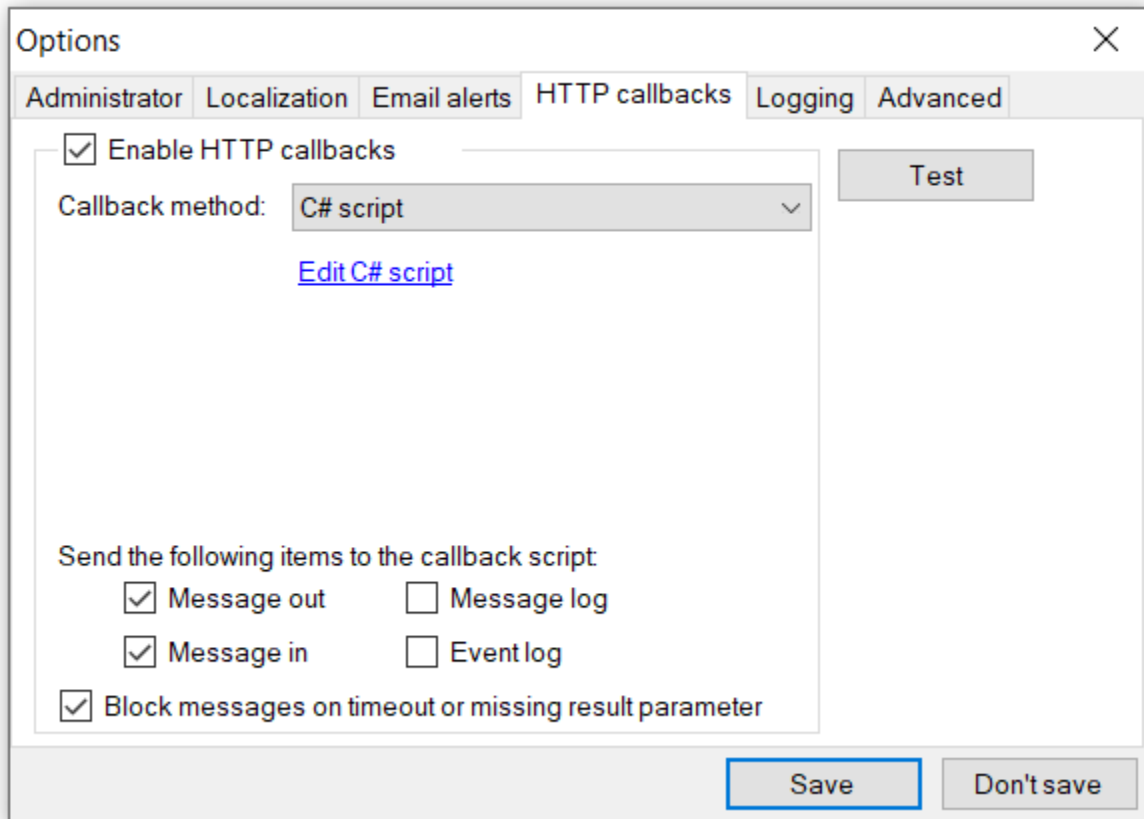 Options
Administrator Localization Email alerts HTTP callbacks Logging Advanced
Enable HTTP callbacks
Test
Callback method: C# script
Edit C# script
Send the following items to the callback script:
Message out Message log
Message in Event log
Block messages on timeout or missing result parameter
Save Don't save